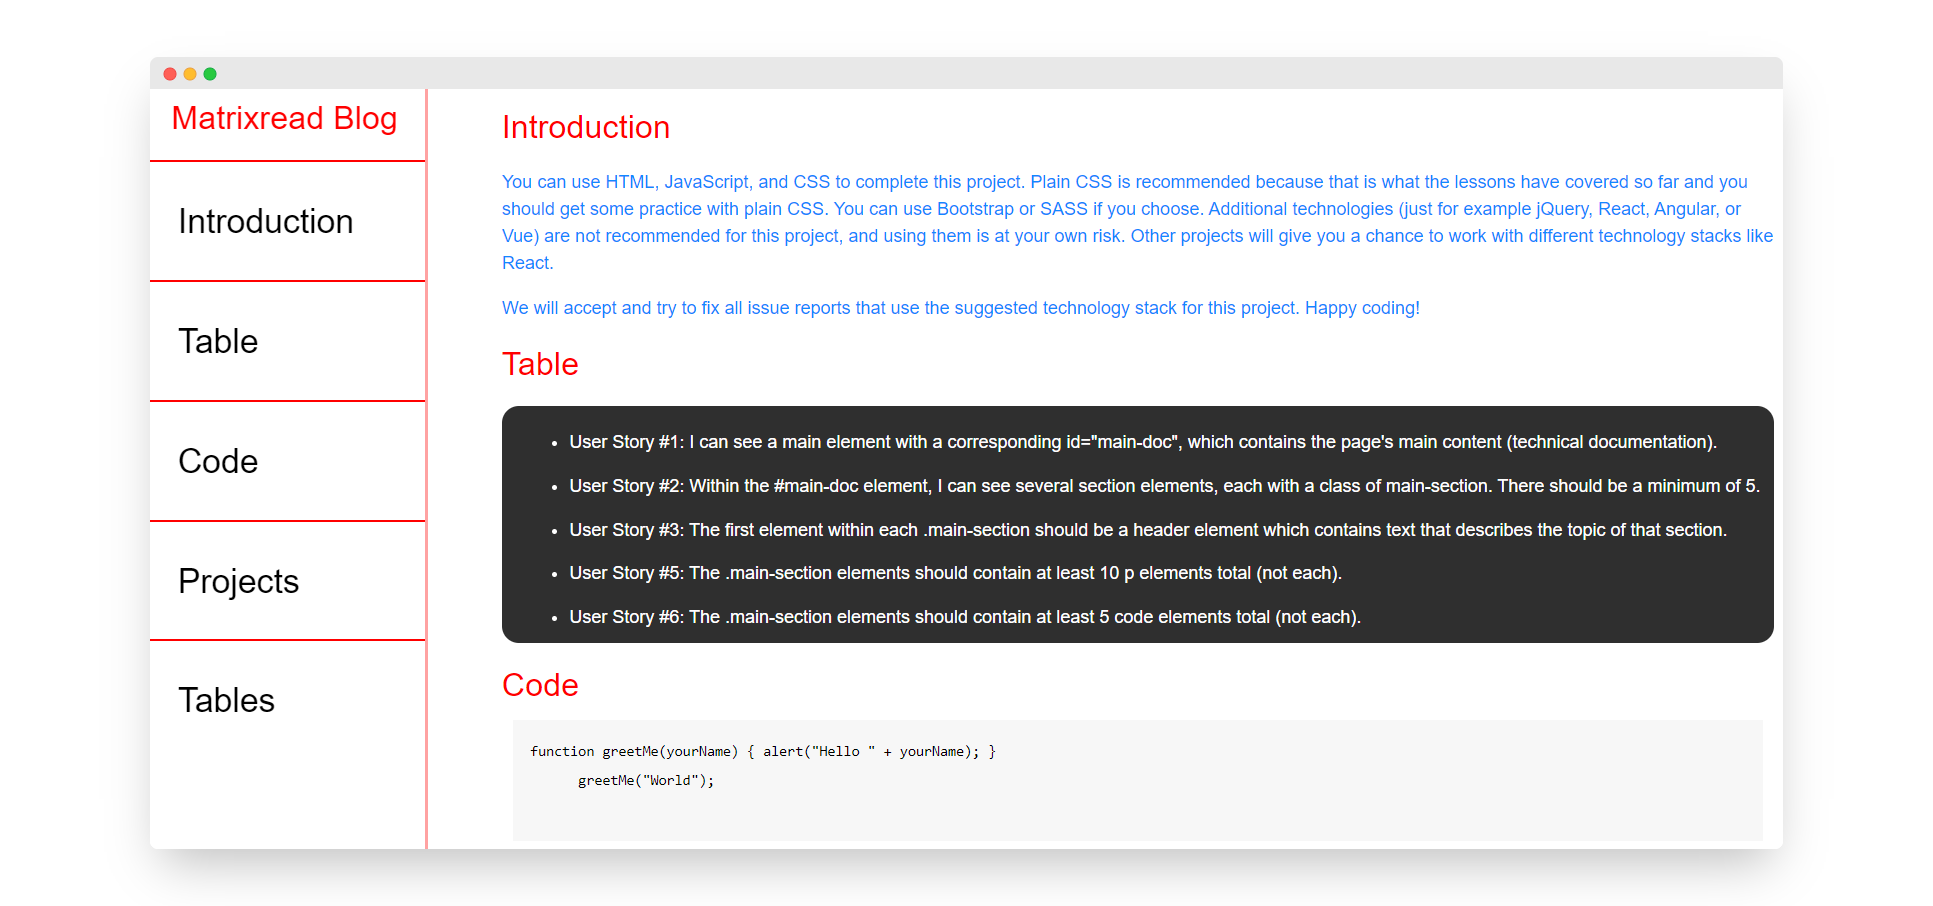 Matrixread Blog
Introduction
Table
Code
Projects
Tables
Introduction
You can use HTML, JavaScript, and CSS to complete this project. Plain CSS is recommended because that is what the lessons have covered so far and you
should get some practice with plain CSS. You can use Bootstrap or SASS if you choose. Additional technologies (just for example jQuery, React, Angular, or
Vue) are not recommended for this project, and using them is at your own risk. Other projects will give you a chance to work with different technology stacks like
React.
We will accept and try to fix all issue reports that use the suggested technology stack for this project. Happy coding!
Table
• User Story #1: I can see a main element with a corresponding id="main-doc", which contains the page's main content (technical documentation).
• User Story #2: Within the #main-doc element, I can see several section elements, each with a class of main-section. There should be a minimum of 5.
• User Story #3: The first element within each .main-section should be a header element which contains text that describes the topic of that section.
• User Story #5: The .main-section elements should contain at least 10 p elements total (not each).
• User Story #6: The .main-section elements should contain at least 5 code elements total (not each).
Code
function greetMe(yourName) { alert("Hello " + yourName); }
greetMe("World");